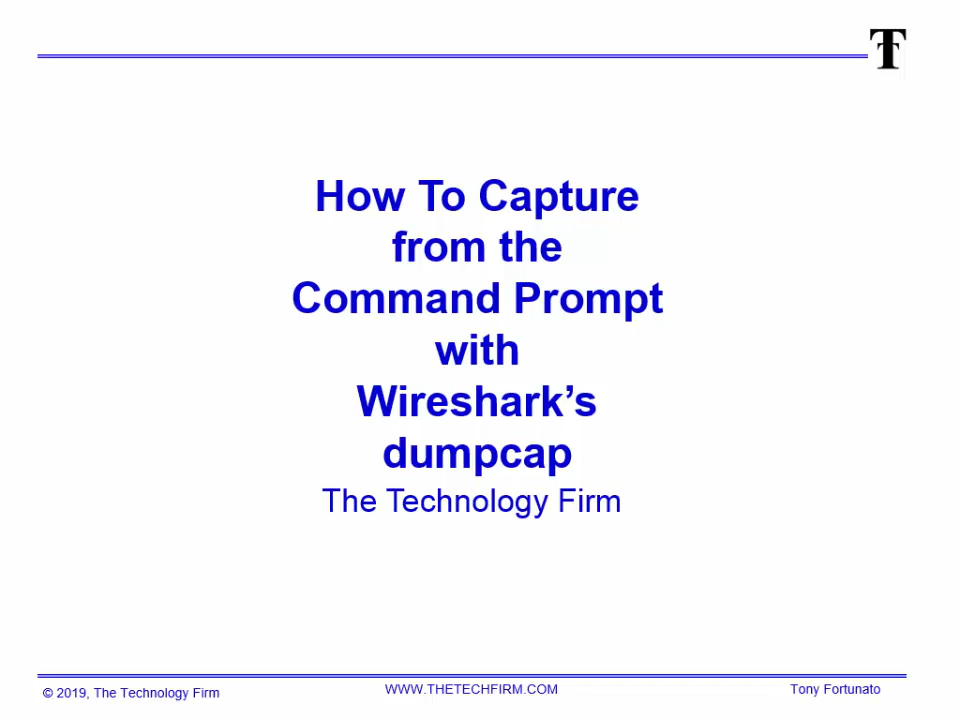 How To Capture
from the
Command Prompt
with
Wireshark's
dumpcap
The Technology Firm
© 2019, The Technology Firm
WWW.THETECHFIRM.COM
Tony Fortunato